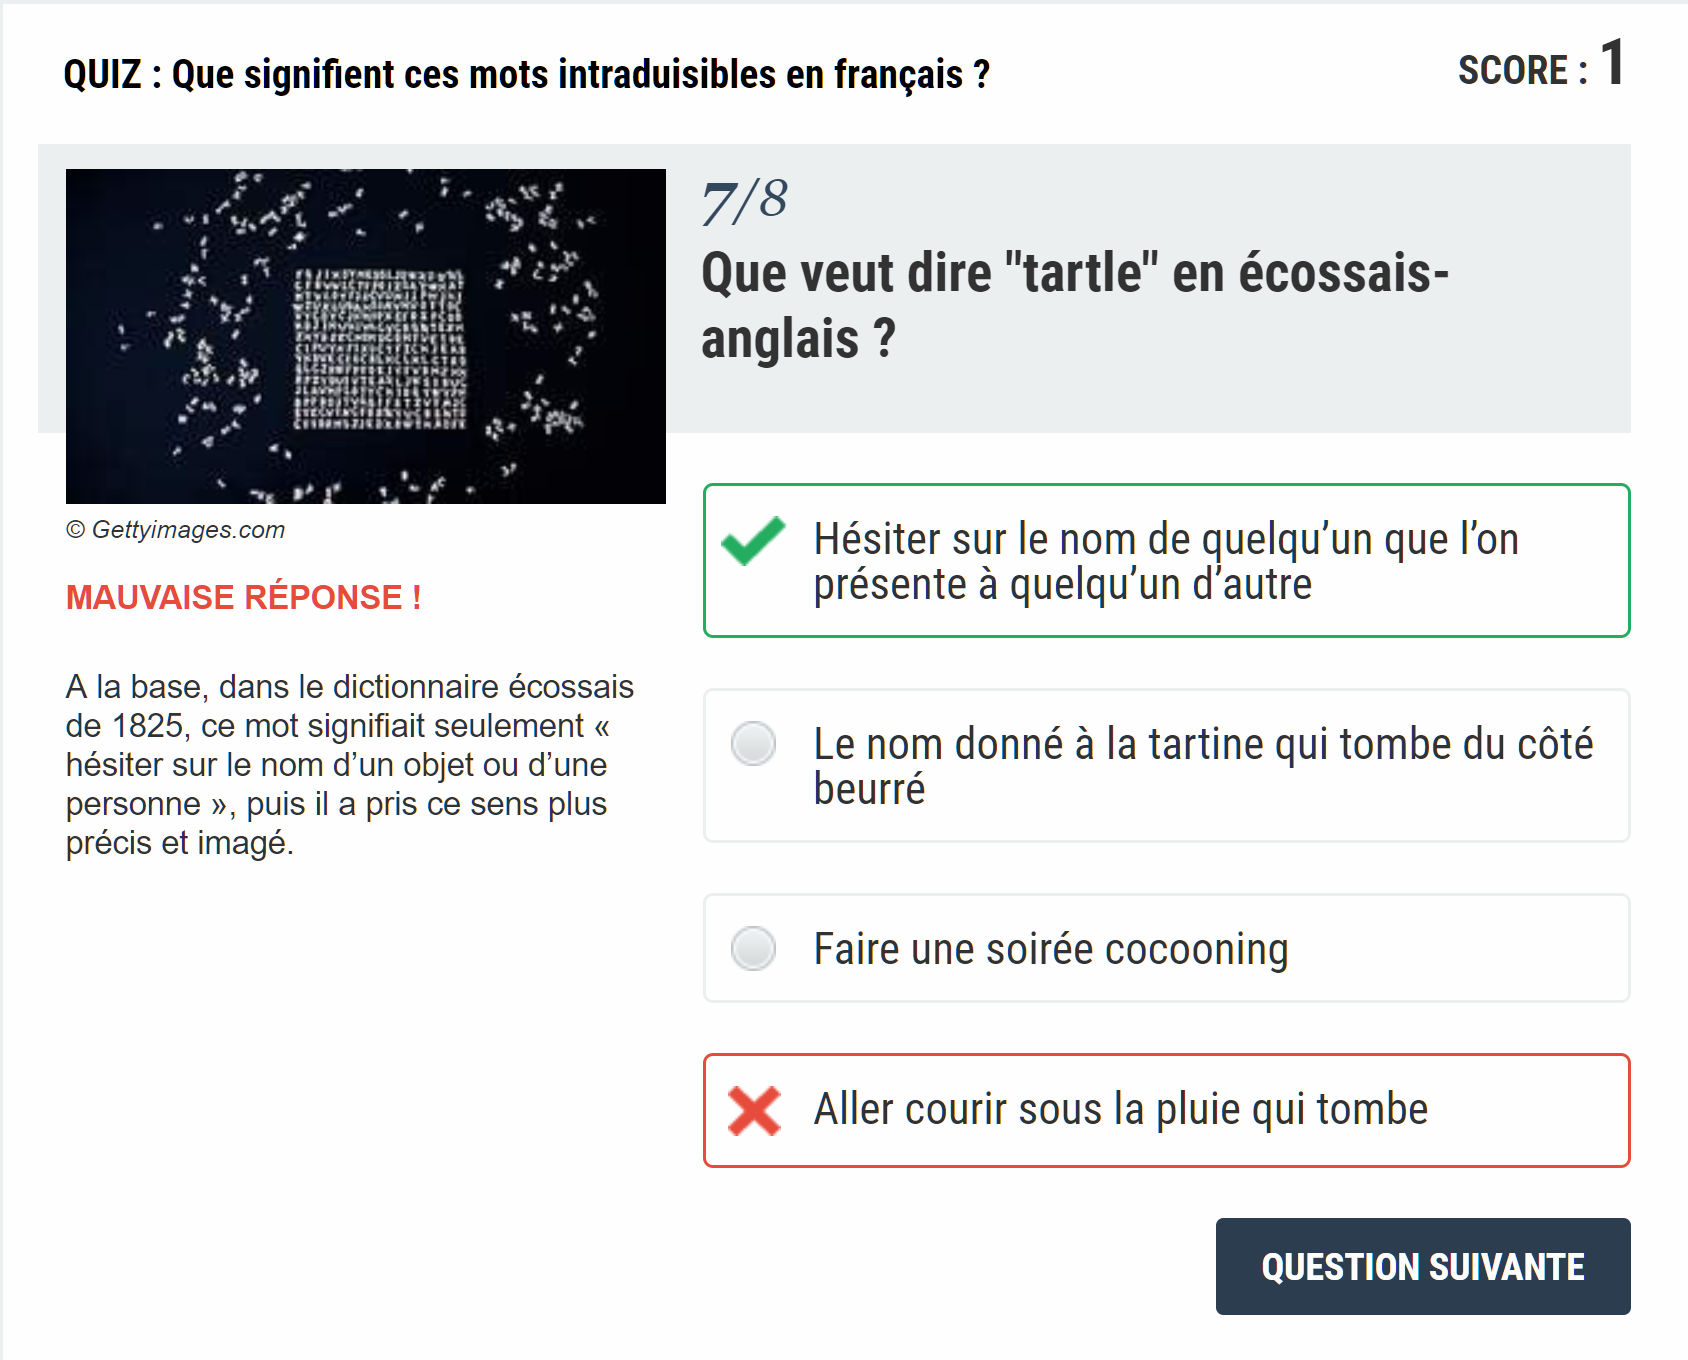 QUIZ : Que signifient ces mots intraduisibles en français ?
SCORE : 1
7/8
Que veut dire "tartle" en écossais-
anglais ?
© Gettyimages.com
MAUVAISE RÉPONSE !
A la base, dans le dictionnaire écossais
de 1825, ce mot signifiait seulement «
hésiter sur le nom d’un objet ou d’une
personne », puis il a pris ce sens plus
précis et imagé.
Hésiter sur le nom de quelqu’un que l’on
présente à quelqu’un d’autre
Le nom donné à la tartine qui tombe du côté
beurré
Faire une soirée cocooning
Aller courir sous la pluie qui tombe
QUESTION SUIVANTE